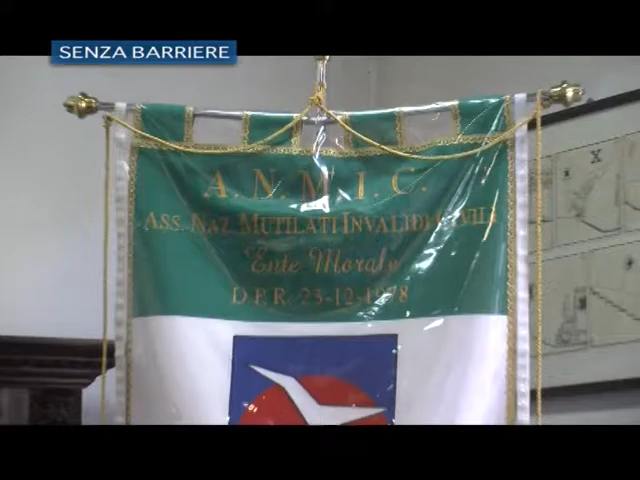 SENZA BARRIERE
A.N.M.I.C.
ASS. NAZ. MUTILATI INVALIDI CIVILI
Ente Morale
D.P.R. 23-12-1978
X